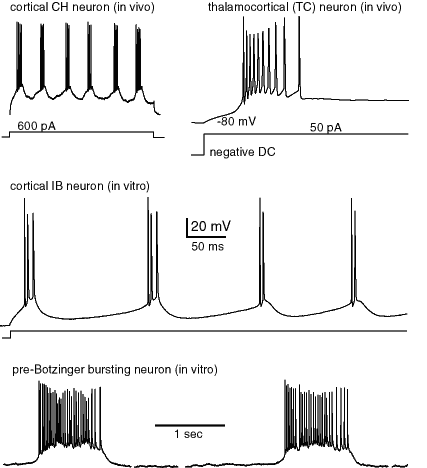 cortical CH neuron (in vivo)
thalamocortical (TC) neuron (in vivo)
600 pA
-80 mV
50 pA
negative DC
cortical IB neuron (in vitro)
20 mV
50 ms
pre-Botzinger bursting neuron (in vitro)
1 sec